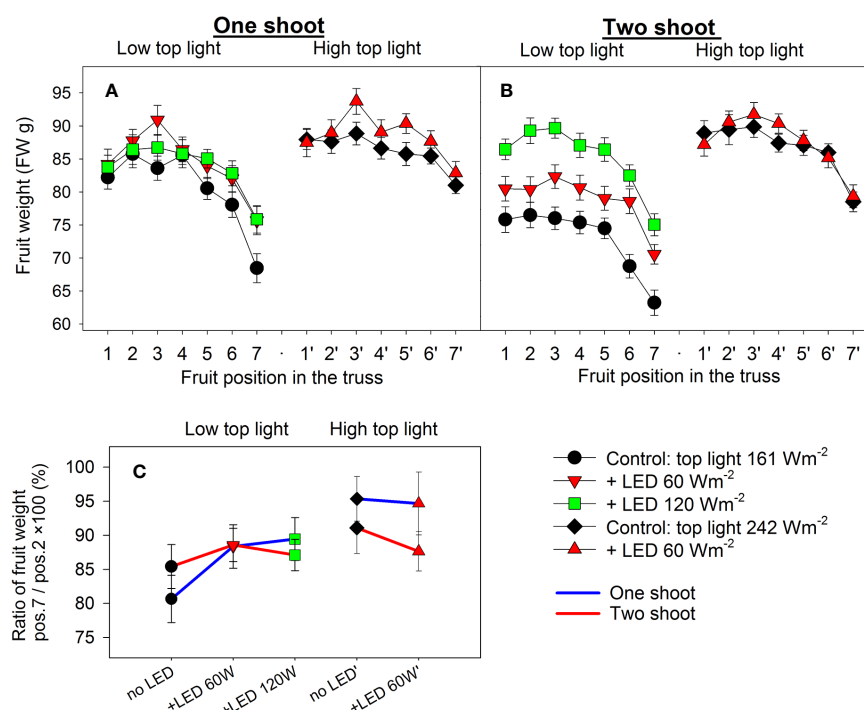 One shoot
Two shoot
Low top light High top light Low top light High top light
A
B
Fruit weight (FW g)
95
90
85
80
75
70
65
60
1 2 3 4 5 6 7 · 1' 2' 3' 4' 5' 6' 7' 1 2 3 4 5 6 7 · 1' 2' 3' 4' 5' 6' 7'
Fruit position in the truss
Fruit position in the truss
Low top light High top light
C
Ratio of fruit weight
pos.7 / pos.2 ×100 (%)
100
95
90
85
80
75
no LED
+LED 60W
+LED 120W
no LED'
+LED 60W'
Control: top light 161 Wm-2
+ LED 60 Wm-2
+ LED 120 Wm-2
Control: top light 242 Wm-2
+ LED 60 Wm-2
One shoot
Two shoot